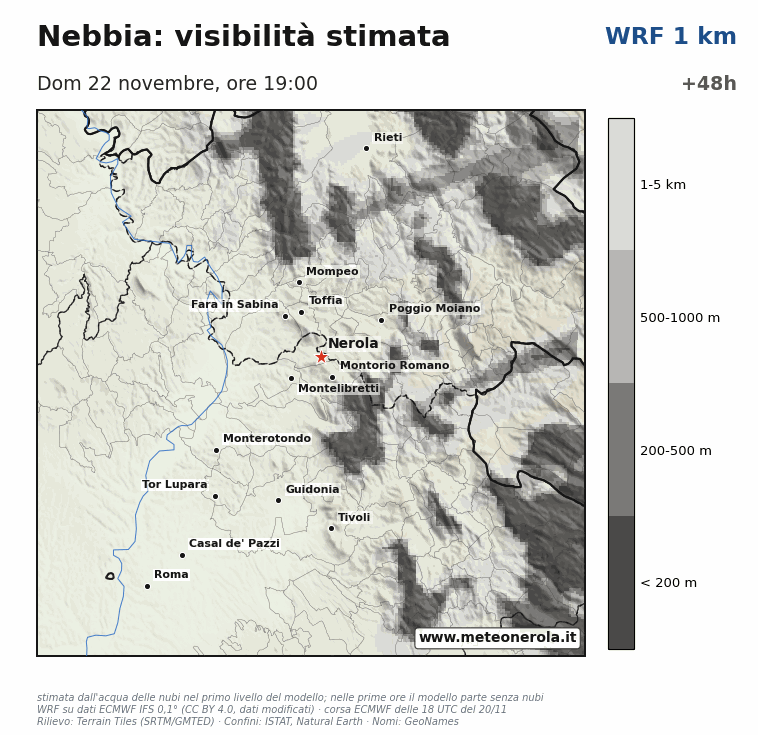 Nebbia: visibilità stimata
WRF 1 km
Dom 22 novembre, ore 19:00
+48h
Rieti
Mompeo
Fara in Sabina
Toffia
Poggio Moiano
Nerola
Montorio Romano
Montelibretti
Monterotondo
Tor Lupara
Guidonia
Tivoli
Casal de' Pazzi
Roma
www.meteonerola.it
1-5 km
500-1000 m
200-500 m
< 200 m
stimata dall'acqua delle nubi nel primo livello del modello; nelle prime ore il modello parte senza nubi
WRF su dati ECMWF IFS 0,1° (CC BY 4.0, dati modificati) · corsa ECMWF delle 18 UTC del 20/11
Rilievo: Terrain Tiles (SRTM/GMTED) · Confini: ISTAT, Natural Earth · Nomi: GeoNames